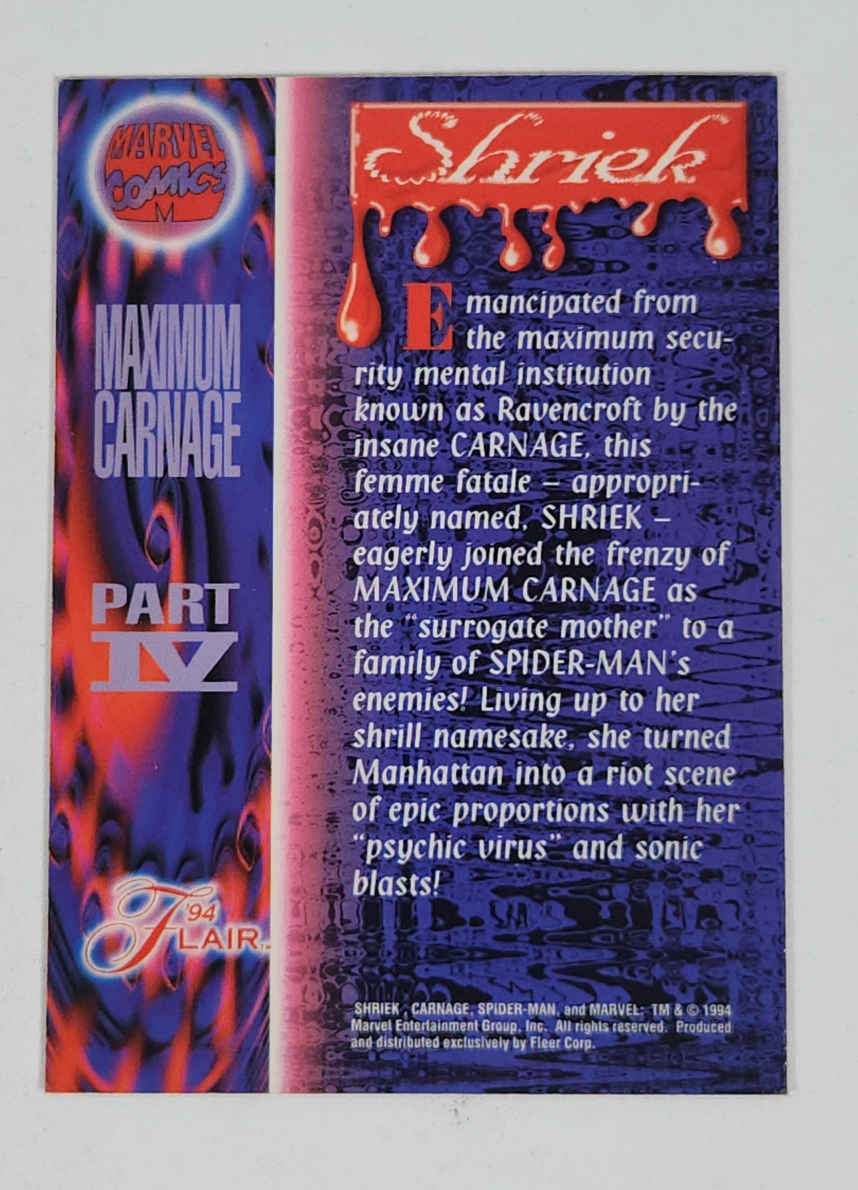 MARVEL
COMICS
M
MAXIMUM
CARNAGE
PART
IV
'94
FLAIR™
Shriek
Emancipated from
the maximum secu-
rity mental institution
known as Ravencroft by the
insane CARNAGE, this
femme fatale – appropri-
ately named, SHRIEK –
eagerly joined the frenzy of
MAXIMUM CARNAGE as
the "surrogate mother" to a
family of SPIDER-MAN's
enemies! Living up to her
shrill namesake, she turned
Manhattan into a riot scene
of epic proportions with her
"psychic virus" and sonic
blasts!
SHRIEK, CARNAGE, SPIDER-MAN, and MARVEL: TM & © 1994
Marvel Entertainment Group, Inc. All rights reserved. Produced
and distributed exclusively by Fleer Corp.